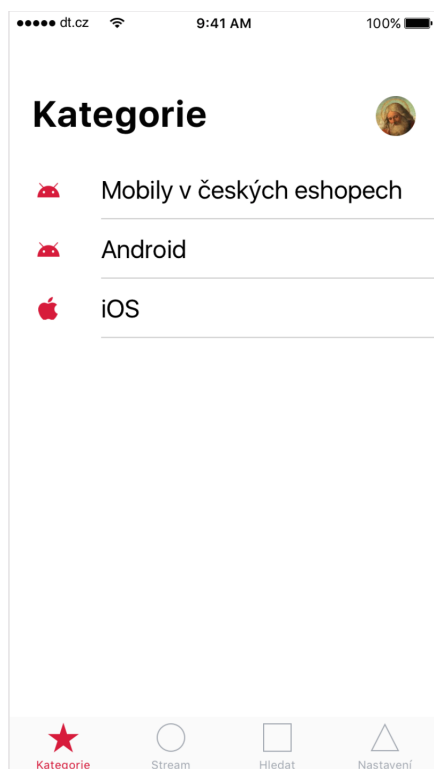 dt.cz 9:41 AM 100%
Kategorie
Mobily v českých eshopech
Android
iOS
Kategorie Stream Hledat Nastavení